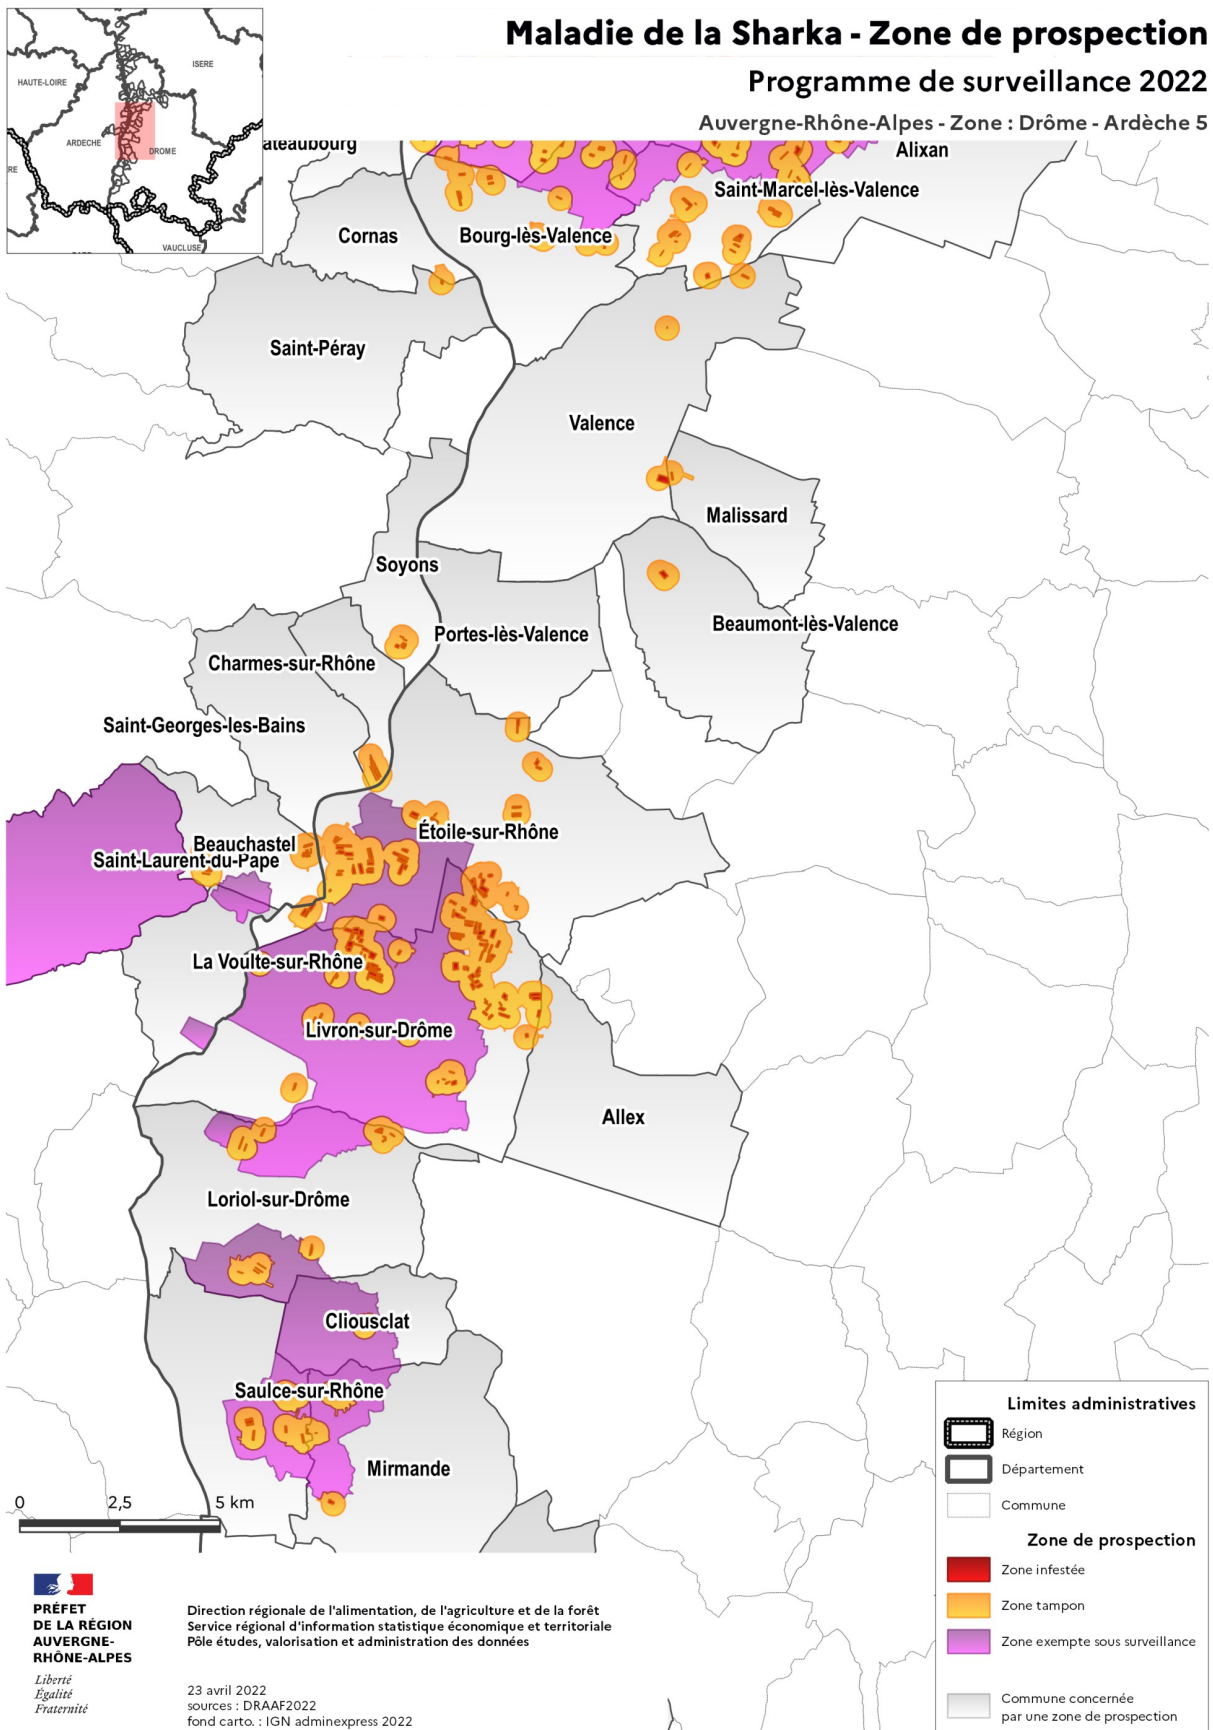 Maladie de la Sharka - Zone de prospection
Programme de surveillance 2022
Auvergne-Rhône-Alpes - Zone : Drôme - Ardèche 5
ISERE
HAUTE-LOIRE
ARDECHE
DROME
RE
VAUCLUSE
ateaubourg
Alixan
Saint-Marcel-lès-Valence
Cornas
Bourg-lès-Valence
Saint-Péray
Valence
Malissard
Soyons
Beaumont-lès-Valence
Portes-lès-Valence
Charmes-sur-Rhône
Saint-Georges-les-Bains
Étoile-sur-Rhône
Beauchastel
Saint-Laurent-du-Pape
La Voulte-sur-Rhône
Livron-sur-Drôme
Allex
Loriol-sur-Drôme
Cliousclat
Saulce-sur-Rhône
Mirmande
0 2,5 5 km
Limites administratives
Région
Département
Commune
Zone de prospection
Zone infestée
Zone tampon
Zone exempte sous surveillance
Commune concernée
par une zone de prospection
PRÉFET
DE LA RÉGION
AUVERGNE-
RHÔNE-ALPES
Liberté
Égalité
Fraternité
Direction régionale de l'alimentation, de l'agriculture et de la forêt
Service régional d'information statistique économique et territoriale
Pôle études, valorisation et administration des données
23 avril 2022
sources : DRAAF2022
fond carto. : IGN adminexpress 2022